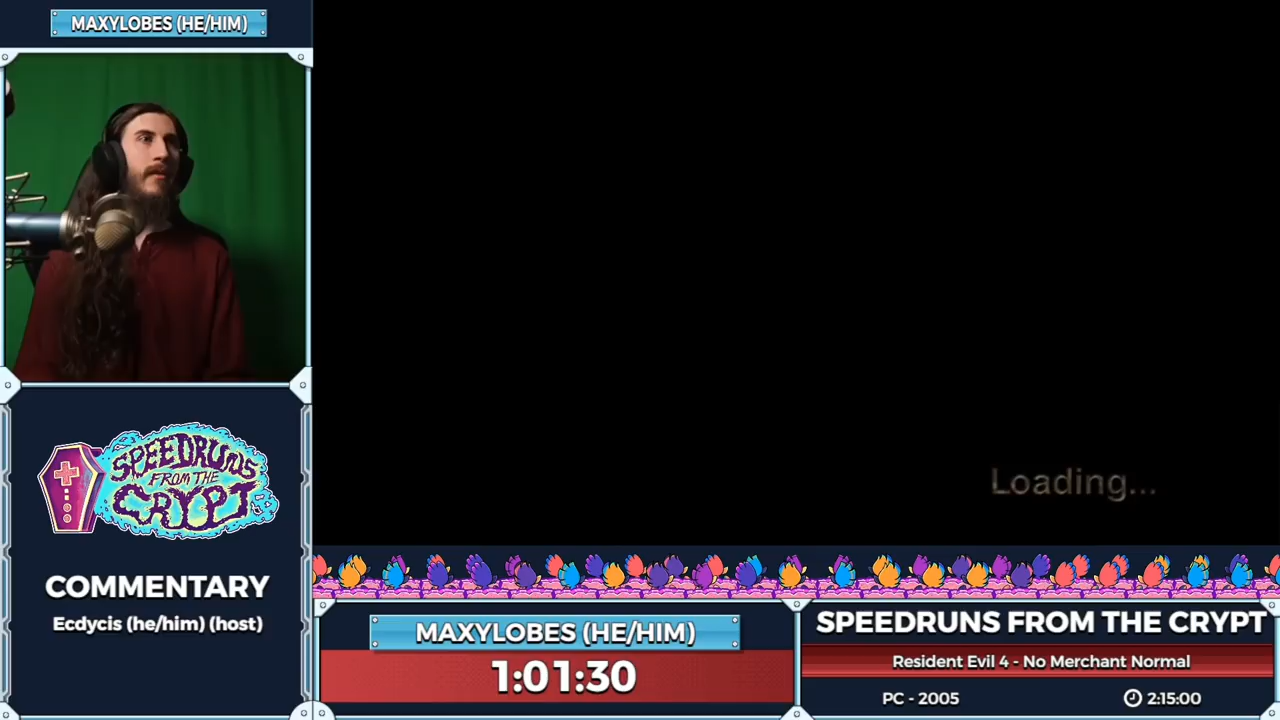 MAXYLOBES (HE/HIM)
Loading...
SPEEDRUNS
FROM THE
CRYPT
COMMENTARY
Ecdycis (he/him) (host)
MAXYLOBES (HE/HIM)
1:01:30
SPEEDRUNS FROM THE CRYPT
Resident Evil 4 - No Merchant Normal
PC - 2005
2:15:00